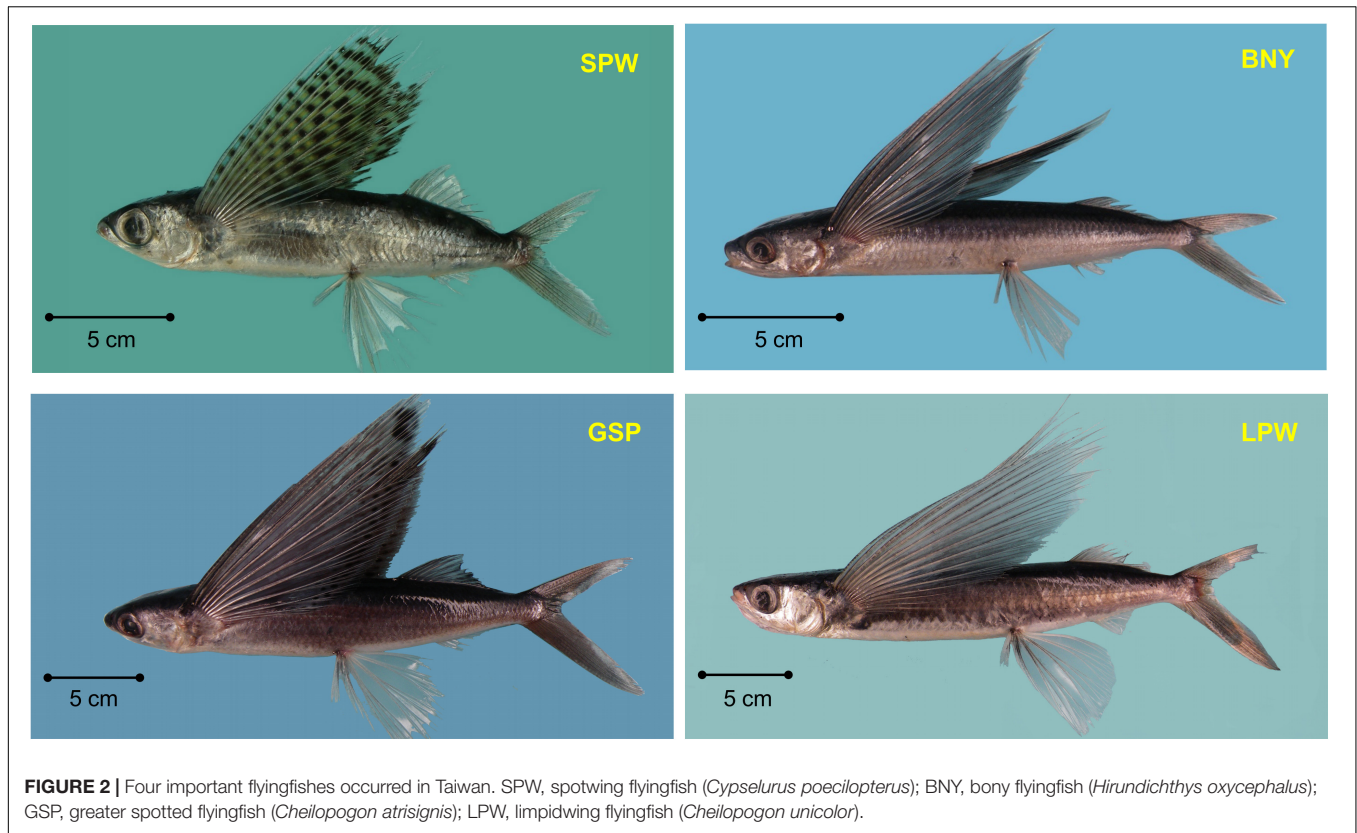 SPW
BNY
5 cm
5 cm
GSP
LPW
5 cm
5 cm
FIGURE 2 | Four important flyingfishes occurred in Taiwan. SPW, spotwing flyingfish (Cypselurus poecilopterus); BNY, bony flyingfish (Hirundichthys oxycephalus);
GSP, greater spotted flyingfish (Cheilopogon atrisignis); LPW, limpidwing flyingfish (Cheilopogon unicolor).